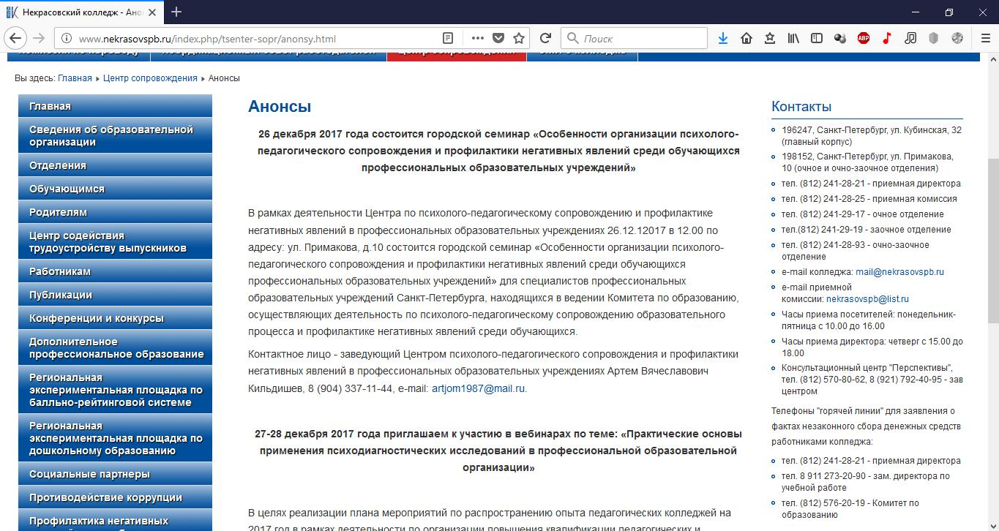 Некрасовский колледж - Ано
www.nekrasovspb.ru/index.php/tsenter-sopr/anonsy.html
Поиск
ABP
Вы здесь: Главная ▸ Центр сопровождения ▸ Анонсы
Главная
Сведения об образовательной
организации
Отделения
Обучающимся
Родителям
Центр содействия
трудоустройству выпускников
Работникам
Публикации
Конференции и конкурсы
Дополнительное
профессиональное образование
Региональная
экспериментальная площадка по
балльно-рейтинговой системе
Региональная
экспериментальная площадка по
дошкольному образованию
Социальные партнеры
Противодействие коррупции
Профилактика негативных
Анонсы
26 декабря 2017 года состоится городской семинар «Особенности организации психолого-
педагогического сопровождения и профилактики негативных явлений среди обучающихся
профессиональных образовательных учреждений»
В рамках деятельности Центра по психолого-педагогическому сопровождению и профилактике
негативных явлений в профессиональных образовательных учреждениях 26.12.12017 в 12.00 по
адресу: ул. Примакова, д.10 состоится городской семинар «Особенности организации психолого-
педагогического сопровождения и профилактики негативных явлений среди обучающихся
профессиональных образовательных учреждений» для специалистов профессиональных
образовательных учреждений Санкт-Петербурга, находящихся в ведении Комитета по образованию,
осуществляющих деятельность по психолого-педагогическому сопровождению образовательного
процесса и профилактике негативных явлений среди обучающихся.
Контактное лицо - заведующий Центром психолого-педагогического сопровождения и профилактики
негативных явлений в профессиональных образовательных учреждениях Артем Вячеславович
Кильдишев, 8 (904) 337-11-44, e-mail: artjom1987@mail.ru.
27-28 декабря 2017 года приглашаем к участию в вебинарах по теме: «Практические основы
применения психодиагностических исследований в профессиональной образовательной
организации»
В целях реализации плана мероприятий по распространению опыта педагогических колледжей на
2017 год в рамках деятельности по организации повышения квалификации педагогических и
Контакты
196247, Санкт-Петербург, ул. Кубинская, 32
(главный корпус)
198152, Санкт-Петербург, ул. Примакова,
10 (очное и очно-заочное отделения)
тел. (812) 241-28-21 - приемная директора
тел. (812) 241-28-25 - приемная комиссия
тел. (812) 241-29-17 - очное отделение
тел.(812) 241-29-19 - заочное отделение
тел. (812) 241-28-93 - очно-заочное
отделение
e-mail колледжа: mail@nekrasovspb.ru
e-mail приемной
комиссии: nekrasovspb@list.ru
Часы приема посетителей: понедельник-
пятница с 10.00 до 16.00
Часы приема директора: четверг с 15.00 до
18.00
Консультационный центр "Перспективы",
тел. (812) 570-80-62, 8 (921) 792-40-95 - зав
центром
Телефоны "горячей линии" для заявления о
фактах незаконного сбора денежных средств
работниками колледжа:
тел. (812) 241-28-21 - приемная директора
тел. 8 911 273-20-90 - зам. директора по
учебной работе
тел. (812) 576-20-19 - Комитет по
образованию